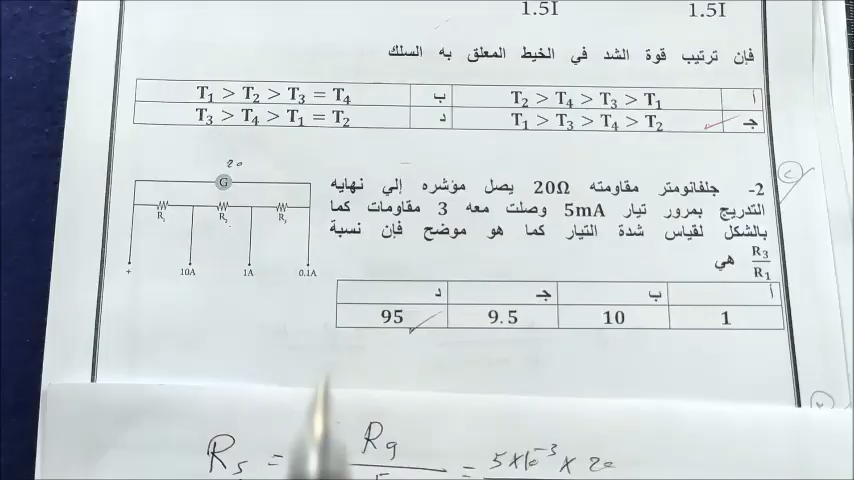 1.5I 1.5I
فإن ترتيب قوة الشد في الخيط المعلق به السلك
أ T₂ > T₄ > T₃ > T₁ ب T₁ > T₂ > T₃ = T₄
جـ T₁ > T₃ > T₄ > T₂ د T₃ > T₄ > T₁ = T₂
2- جلفانومتر مقاومته 20Ω يصل مؤشره إلي نهايه
التدريج بمرور تيار 5mA وصلت معه 3 مقاومات كما
بالشكل لقياس شدة التيار كما هو موضح فإن نسبة
R₃/R₁ هي
أ ب جـ د
1 10 9.5 95
20
G
R₁ R₂ R₃
+ 10A 1A 0.1A
Rs = Rg = 5×10⁻³ × 20